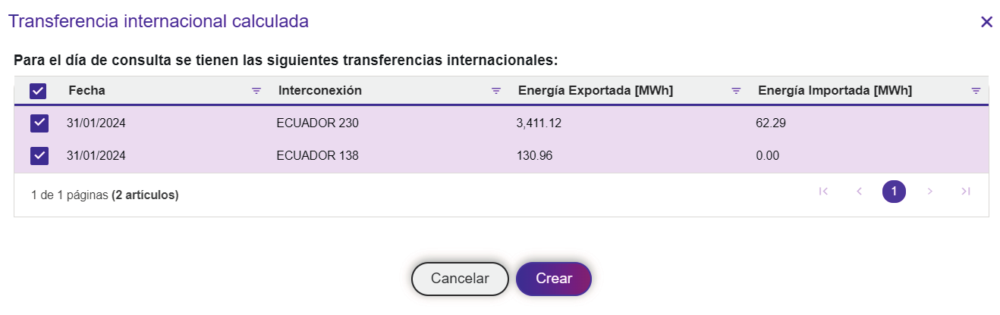 Transferencia internacional calculada
Para el día de consulta se tienen las siguientes transferencias internacionales:
Fecha Interconexión Energía Exportada [MWh] Energía Importada [MWh]
31/01/2024 ECUADOR 230 3,411.12 62.29
31/01/2024 ECUADOR 138 130.96 0.00
1 de 1 páginas (2 artículos) 1
Cancelar Crear